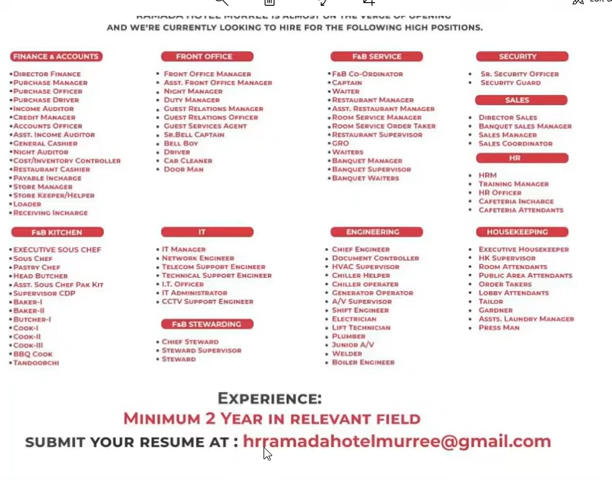 RAMADA HOTEL MURREE IS ALMOST ON THE VERGE OF OPENING
AND WE'RE CURRENTLY LOOKING TO HIRE FOR THE FOLLOWING HIGH POSITIONS.
FINANCE & ACCOUNTS
DIRECTOR FINANCE
PURCHASE MANAGER
PURCHASE OFFICER
PURCHASE DRIVER
INCOME AUDITOR
CREDIT MANAGER
ACCOUNTS OFFICER
ASST. INCOME AUDITOR
GENERAL CASHIER
NIGHT AUDITOR
COST/INVENTORY CONTROLLER
RESTAURANT CASHIER
PAYABLE INCHARGE
STORE MANAGER
STORE KEEPER/HELPER
LOADER
RECEIVING INCHARGE
FRONT OFFICE
FRONT OFFICE MANAGER
ASST. FRONT OFFICE MANAGER
NIGHT MANAGER
DUTY MANAGER
GUEST RELATIONS MANAGER
GUEST RELATIONS OFFICER
GUEST SERVICES AGENT
SR.BELL CAPTAIN
BELL BOY
DRIVER
CAR CLEANER
DOOR MAN
F&B SERVICE
F&B CO-ORDINATOR
CAPTAIN
WAITER
RESTAURANT MANAGER
ASST. RESTAURANT MANAGER
ROOM SERVICE MANAGER
ROOM SERVICE ORDER TAKER
RESTAURANT SUPERVISOR
GRO
WAITERS
BANQUET MANAGER
BANQUET SUPERVISOR
BANQUET WAITERS
SECURITY
SR. SECURITY OFFICER
SECURITY GUARD
SALES
DIRECTOR SALES
BANQUET SALES MANAGER
SALES MANAGER
SALES COORDINATOR
HR
HRM
TRAINING MANAGER
HR OFFICER
CAFETERIA INCHARGE
CAFETERIA ATTENDANTS
F&B KITCHEN
EXECUTIVE SOUS CHEF
SOUS CHEF
PASTRY CHEF
HEAD BUTCHER
ASST. SOUS CHEF PAK KIT
SUPERVISOR CDP
BAKER-I
BAKER-II
BUTCHER-I
COOK-I
COOK-II
COOK-III
BBQ COOK
TANDOORCHI
IT
IT MANAGER
NETWORK ENGINEER
TELECOM SUPPORT ENGINEER
TECHNICAL SUPPORT ENGINEER
I.T. OFFICER
IT ADMINISTRATOR
CCTV SUPPORT ENGINEER
F&B STEWARDING
CHIEF STEWARD
STEWARD SUPERVISOR
STEWARD
ENGINEERING
CHIEF ENGINEER
DOCUMENT CONTROLLER
HVAC SUPERVISOR
CHILLER HELPER
CHILLER OPERATER
GENERATOR OPERATOR
A/V SUPERVISOR
SHIFT ENGINEER
ELECTRICIAN
LIFT TECHNICIAN
PLUMBER
JUNIOR A/V
WELDER
BOILER ENGINEER
HOUSEKEEPING
EXECUTIVE HOUSEKEEPER
HK SUPERVISOR
ROOM ATTENDANTS
PUBLIC AREA ATTENDANTS
ORDER TAKERS
LOBBY ATTENDANTS
TAILOR
GARDNER
ASSTS. LAUNDRY MANAGER
PRESS MAN
EXPERIENCE:
MINIMUM 2 YEAR IN RELEVANT FIELD
SUBMIT YOUR RESUME AT : hrramadahotelmurree@gmail.com